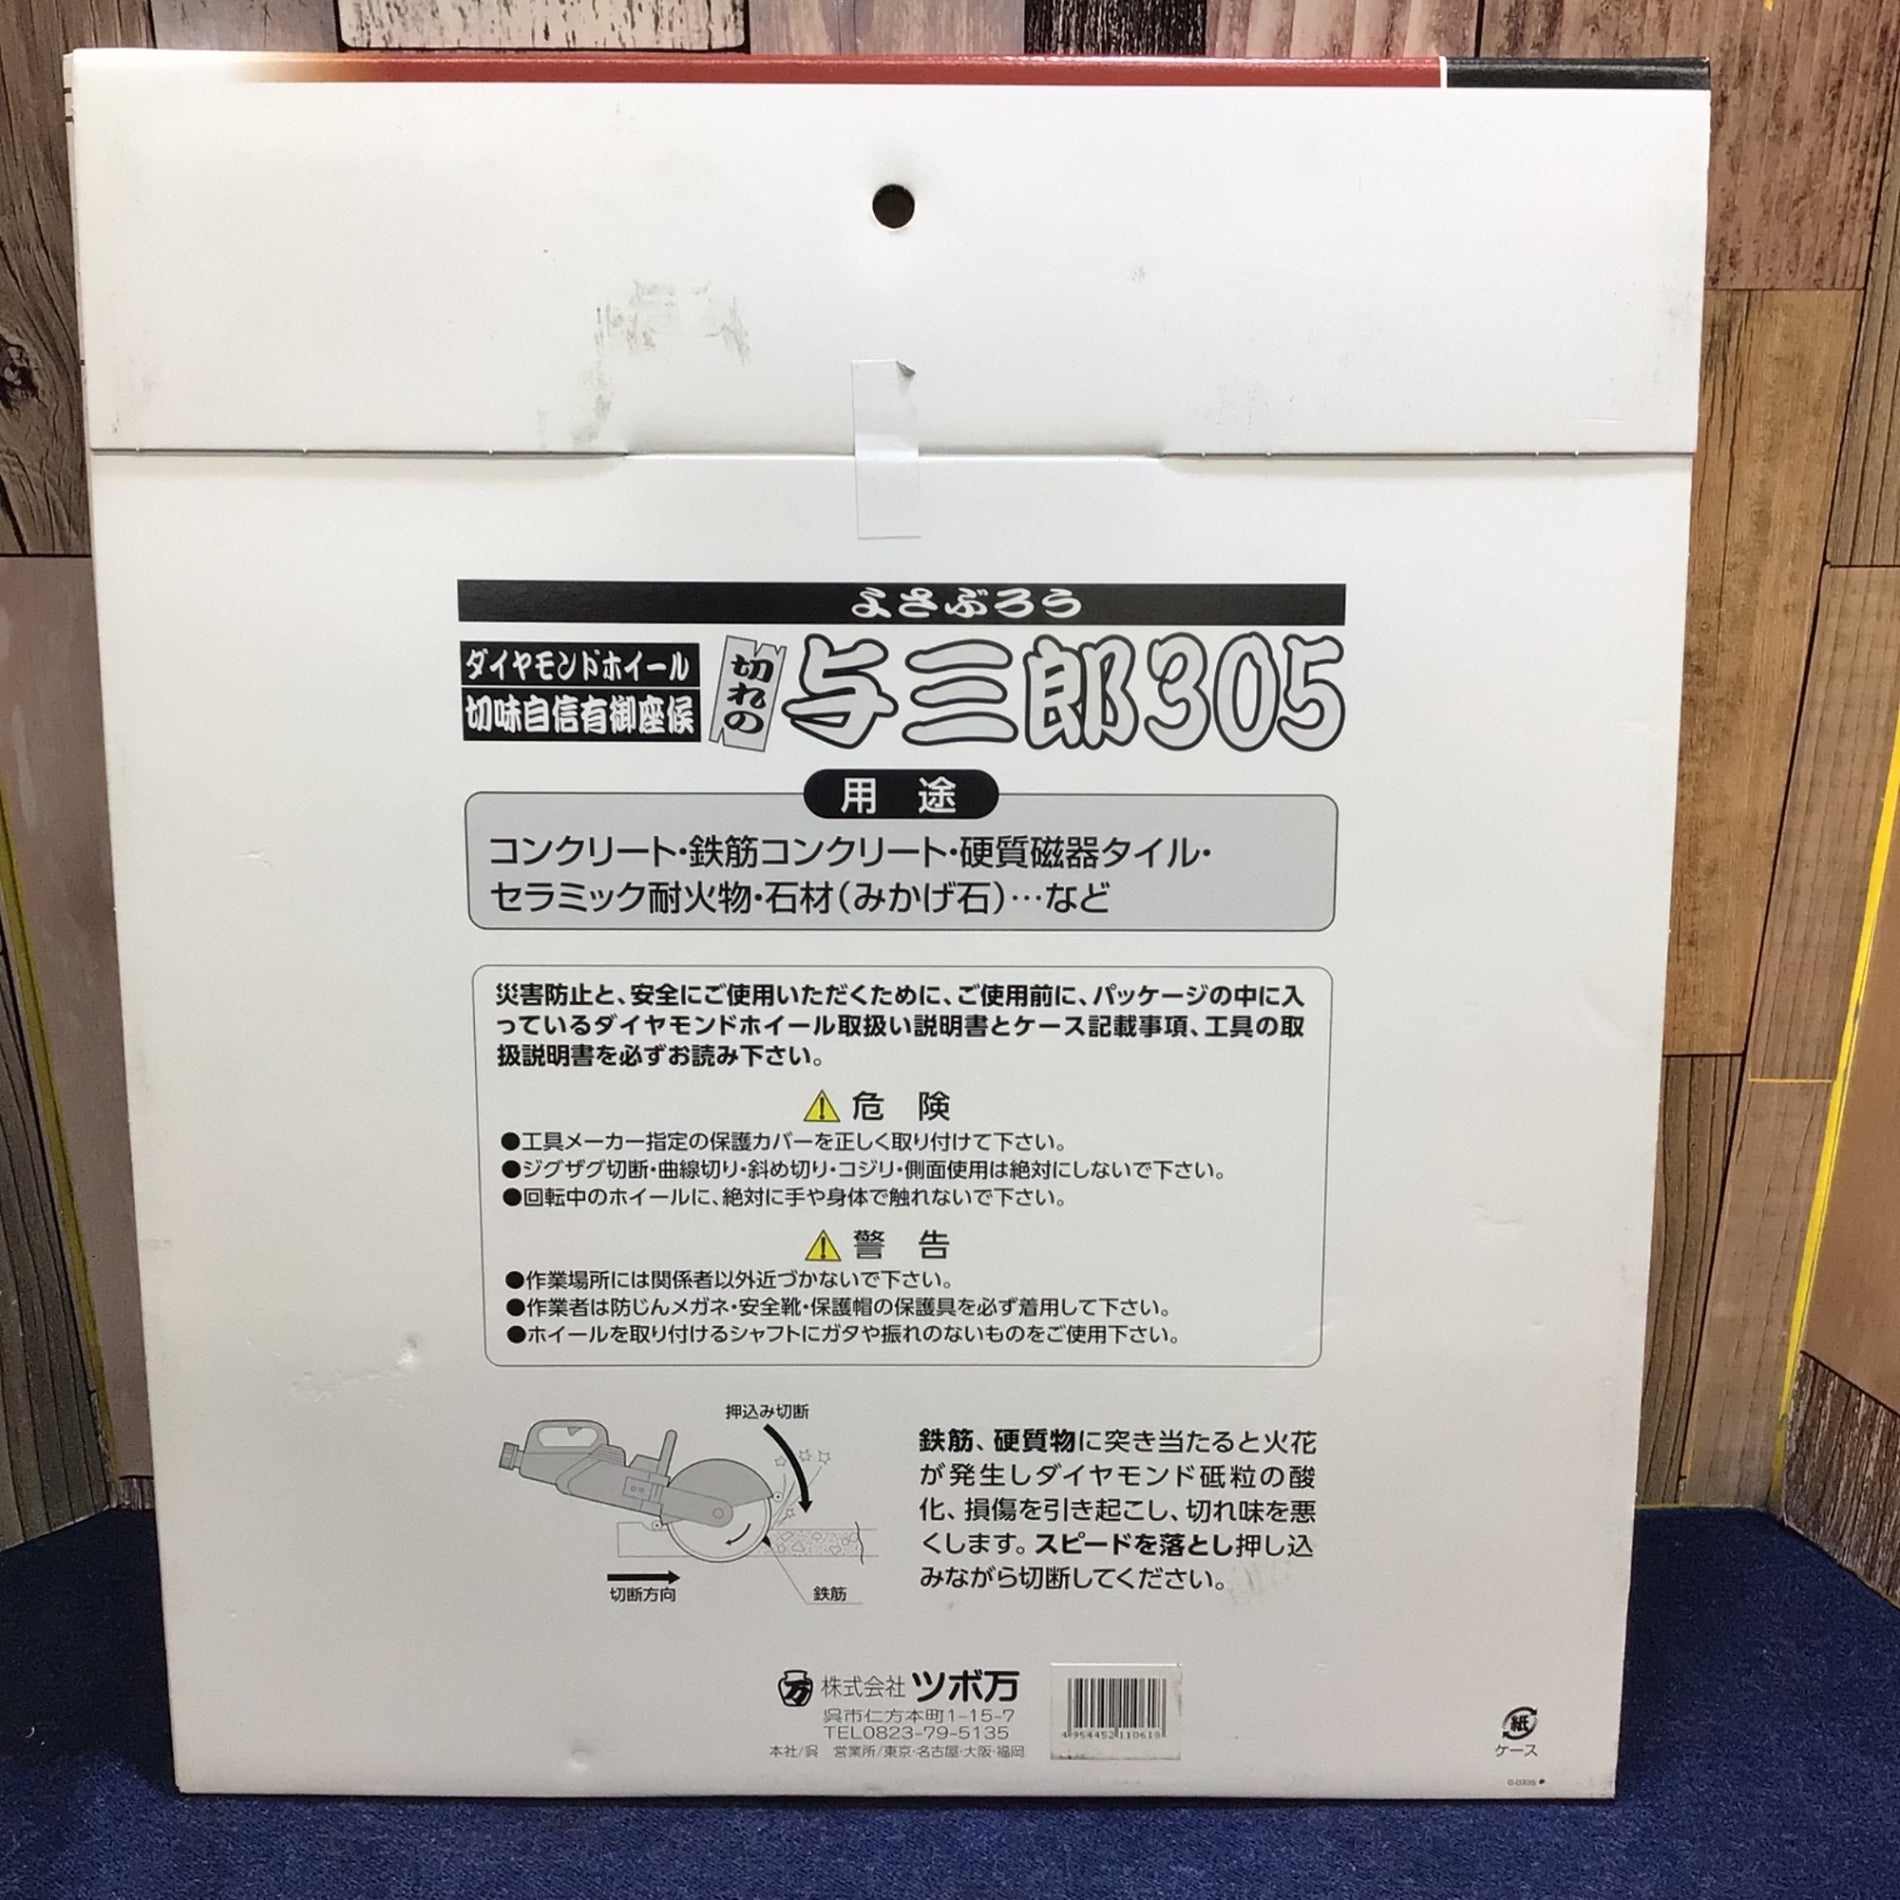 よさぶろう
ダイヤモンドホイール
切味自信有御座候
切れの
与三郎305
用途
コンクリート・鉄筋コンクリート・硬質磁器タイル・
セラミック耐火物・石材(みかげ石)…など
災害防止と、安全にご使用いただくために、ご使用前に、パッケージの中に入
っているダイヤモンドホイール取扱い説明書とケース記載事項、工具の取
扱説明書を必ずお読み下さい。
危険
●工具メーカー指定の保護カバーを正しく取り付けて下さい。
●ジグザグ切断・曲線切り・斜め切り・コジリ・側面使用は絶対にしないで下さい。
●回転中のホイールに、絶対に手や身体で触れないで下さい。
警告
●作業場所には関係者以外近づかないで下さい。
●作業者は防じんメガネ・安全靴・保護帽の保護具を必ず着用して下さい。
●ホイールを取り付けるシャフトにガタや振れのないものをご使用下さい。
押込み切断
切断方向
鉄筋
鉄筋、硬質物に突き当たると火花
が発生しダイヤモンド砥粒の酸
化、損傷を引き起こし、切れ味を悪
くします。スピードを落とし押し込
みながら切断してください。
万
株式会社 ツボ万
呉市仁方本町1-15-7
TEL0823-79-5135
本社/呉 営業所/東京・名古屋・大阪・福岡
4954452110618
紙
ケース